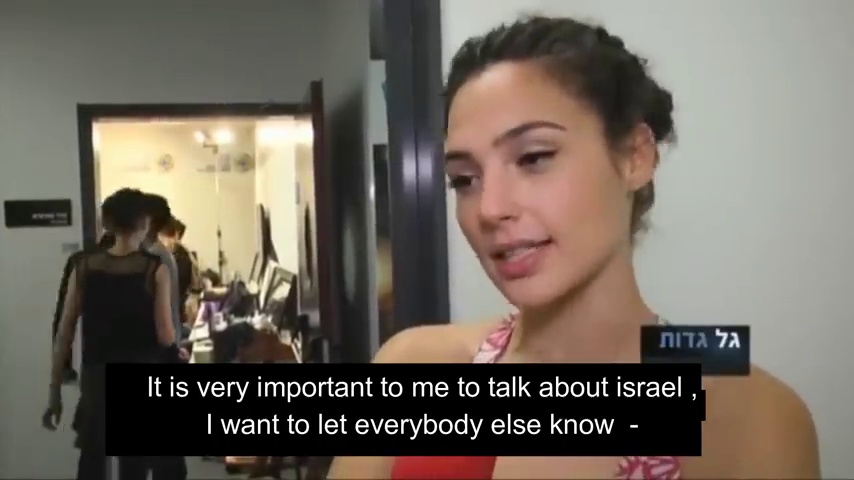 גל גדות
It is very important to me to talk about israel ,
I want to let everybody else know -